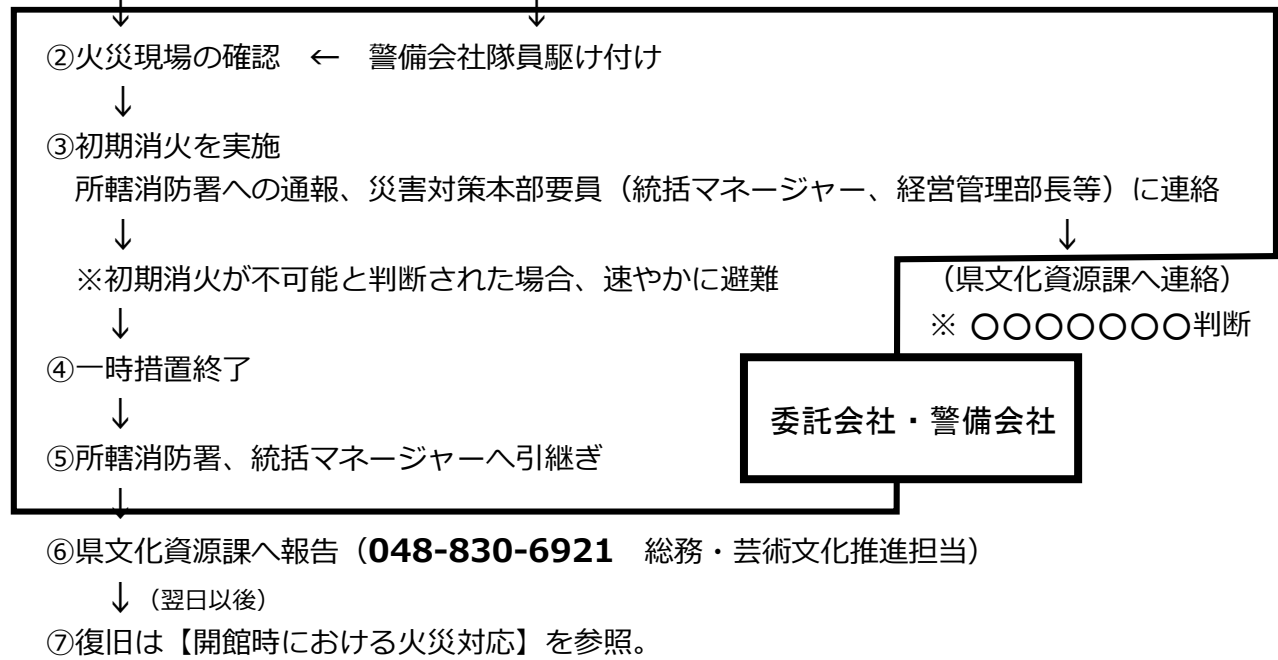 ↓ ↓
②火災現場の確認 ← 警備会社隊員駆け付け
↓
③初期消火を実施
所轄消防署への通報、災害対策本部要員（統括マネージャー、経営管理部長等）に連絡
↓ ↓
※初期消火が不可能と判断された場合、速やかに避難 （県文化資源課へ連絡）
↓ ※ 〇〇〇〇〇〇〇判断
④一時措置終了
↓ 委託会社・警備会社
⑤所轄消防署、統括マネージャーへ引継ぎ
↓
⑥県文化資源課へ報告（048-830-6921 総務・芸術文化推進担当）
↓（翌日以後）
⑦復旧は【開館時における火災対応】を参照。